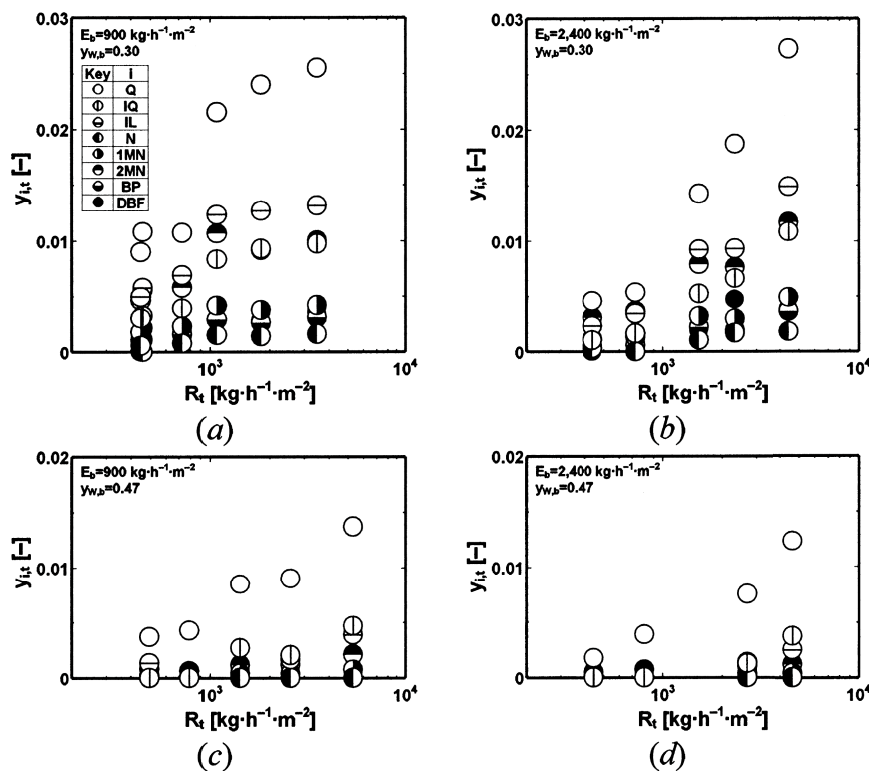 0.03
E_b=900 kg·h⁻¹·m⁻²
y_W,b=0.30
Key i
Q
IQ
IL
N
1MN
2MN
BP
DBF
0.02
0.01
0
y_i,t [–]
10³
10⁴
R_t [kg·h⁻¹·m⁻²]
(a)
0.03
E_b=2,400 kg·h⁻¹·m⁻²
y_W,b=0.30
0.02
0.01
0
y_i,t [–]
10³
10⁴
R_t [kg·h⁻¹·m⁻²]
(b)
0.02
E_b=900 kg·h⁻¹·m⁻²
y_W,b=0.47
0.01
0
y_i,t [–]
10³
10⁴
R_t [kg·h⁻¹·m⁻²]
(c)
0.02
E_b=2,400 kg·h⁻¹·m⁻²
y_W,b=0.47
0.01
0
y_i,t [–]
10³
10⁴
R_t [kg·h⁻¹·m⁻²]
(d)